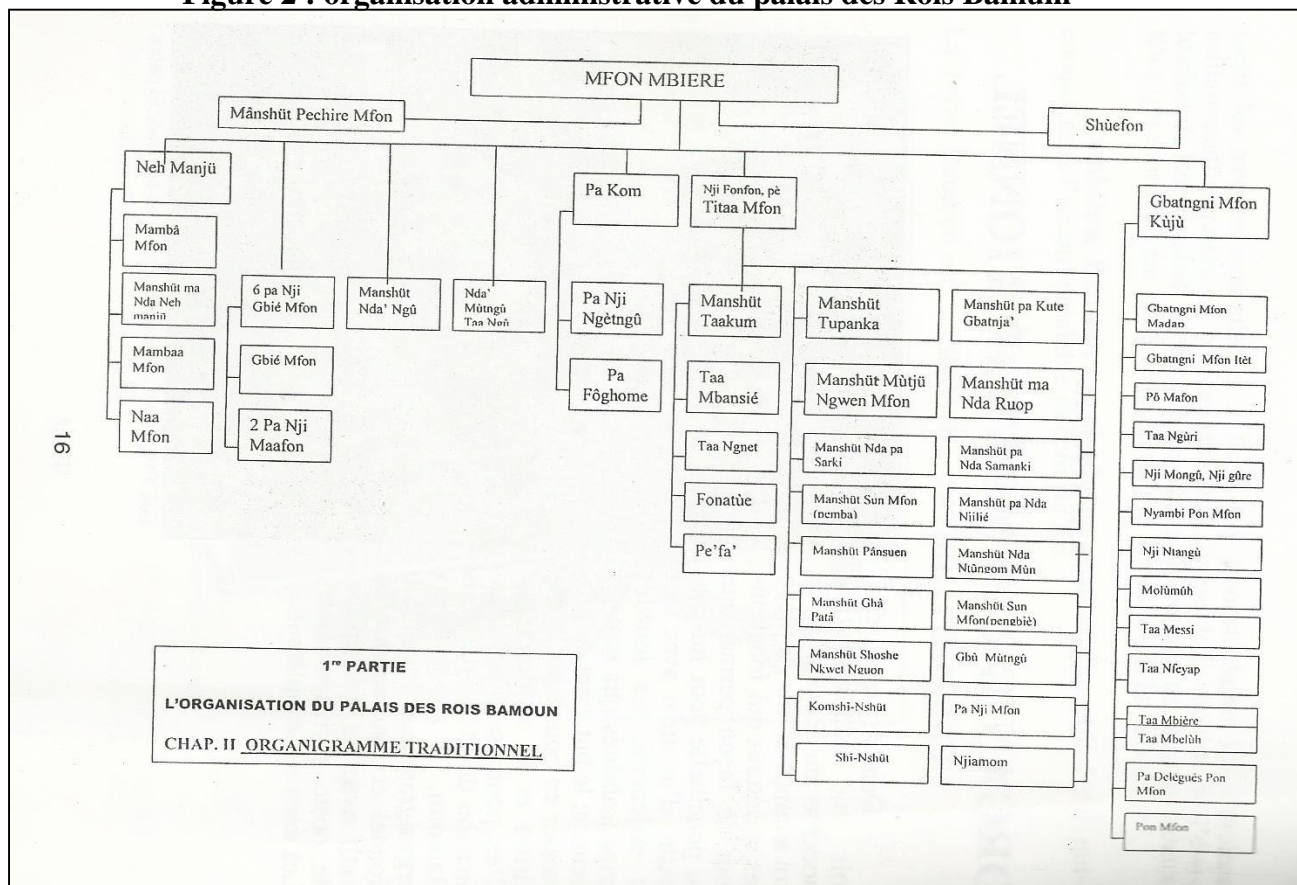 Figure 2 : organisation administrative du palais des Rois Bamum
MFON MBIERE
Mânshüt Pechire Mfon
Shùefon
Neh Manjü
Mambâ
Mfon
Manshüt ma
Nda Neh
manjü
Mambaa
Mfon
Naa
Mfon
6 pa Nji
Gbié Mfon
Gbié Mfon
2 Pa Nji
Maafon
Manshüt
Nda' Ngû
Nda'
Mùtngû
Taa Ngû
Pa Kom
Pa Nji
Ngètngû
Pa
Fôghome
Nji Fonfon, pè
Titaa Mfon
Manshüt
Taakum
Taa
Mbansié
Taa Ngnet
Fonatùe
Pe'fa'
Manshüt
Tupanka
Manshüt Mùtjü
Ngwen Mfon
Manshüt Nda pa
Sarki
Manshüt Sun Mfon
(pemba)
Manshüt Pânsuen
Manshüt Ghâ
Patâ
Manshüt Shoshe
Nkwet Nguon
Komshî-Nshüt
Shî-Nshüt
Manshüt pa Kute
Gbatnja'
Manshüt ma
Nda Ruop
Manshüt pa
Nda Samanki
Manshüt pa Nda
Njilié
Manshüt Nda
Ntûngom Mùn
Manshüt Sun
Mfon(pengbiè)
Gbù Mùtngû
Pa Nji Mfon
Njiamom
Gbatngni Mfon
Kùjù
Gbatngni Mfon
Madap
Gbatngni Mfon Itèt
Pô Mafon
Taa Ngùri
Nji Mongû, Nji gûre
Nyambi Pon Mfon
Nji Ntangù
Molùmûh
Taa Messi
Taa Nfeyap
Taa Mbière
Taa Mbelùh
Pa Delégués Pon
Mfon
Pon Mfon
1re PARTIE
L'ORGANISATION DU PALAIS DES ROIS BAMOUN
CHAP. II ORGANIGRAMME TRADITIONNEL
16